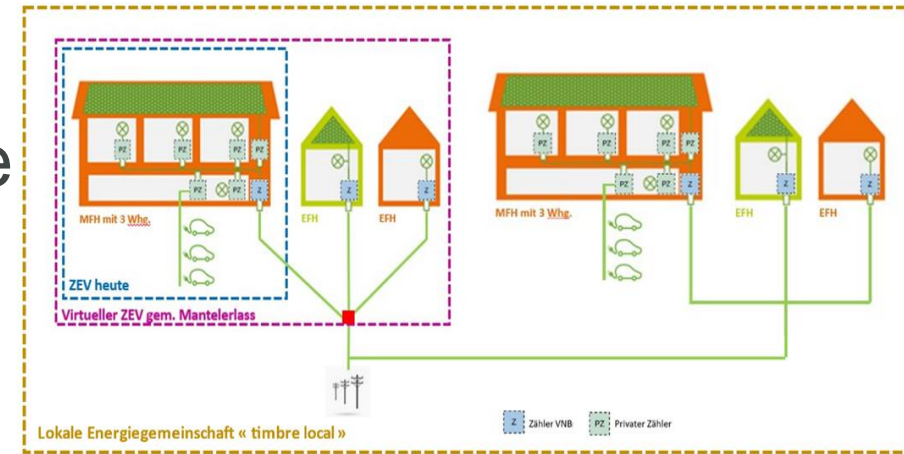 e
PZ PZ PZ PZ
PZ PZ Z Z Z
MFH mit 3 Whg. EFH EFH
ZEV heute
Virtueller ZEV gem. Mantelerlass
PZ PZ PZ PZ
PZ PZ Z Z Z
MFH mit 3 Whg. EFH EFH
Z Zähler VNB PZ Privater Zähler
Lokale Energiegemeinschaft « timbre local »